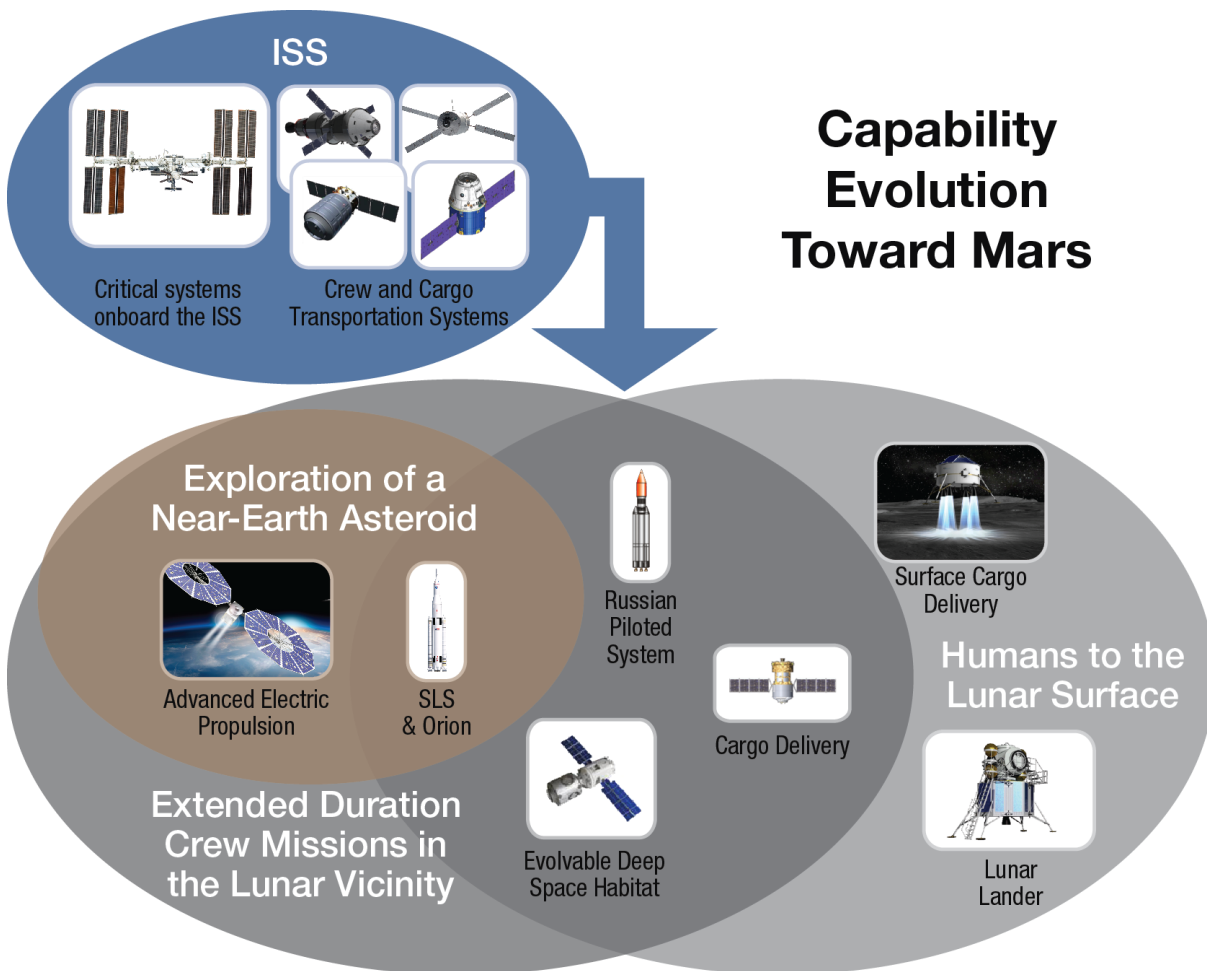 ISS
Critical systems
onboard the ISS
Crew and Cargo
Transportation Systems
Capability
Evolution
Toward Mars
Exploration of a
Near-Earth Asteroid
Advanced Electric
Propulsion
SLS
& Orion
Extended Duration
Crew Missions in
the Lunar Vicinity
Russian
Piloted
System
Cargo Delivery
Evolvable Deep
Space Habitat
Surface Cargo
Delivery
Humans to the
Lunar Surface
Lunar
Lander